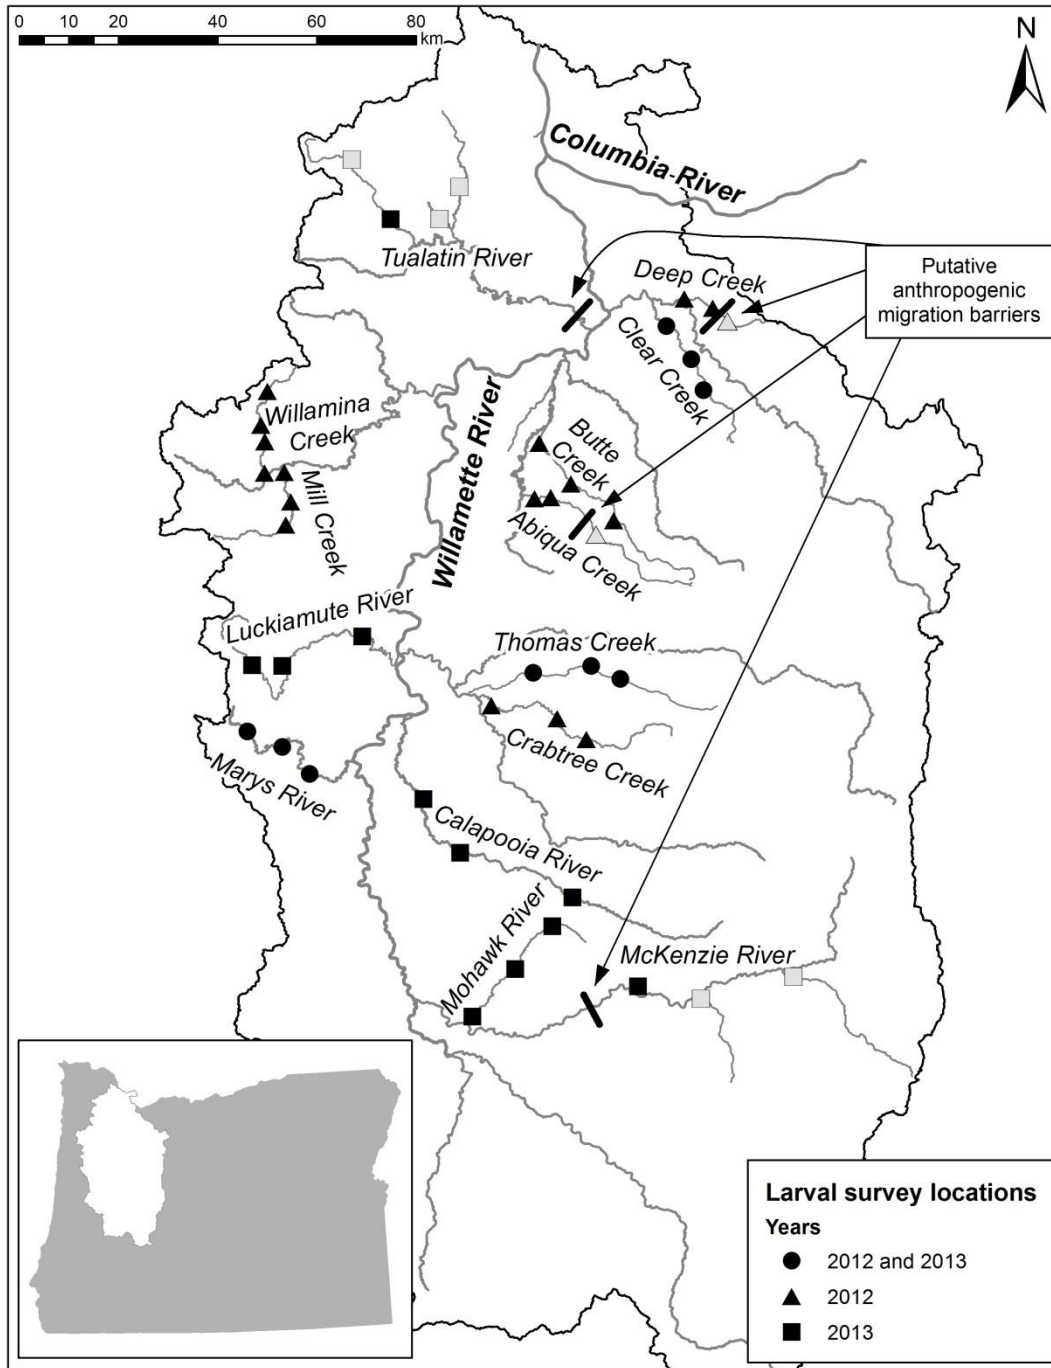 0 10 20 40 60 80
km
N
Columbia River
Tualatin River
Deep Creek
Putative
anthropogenic
migration barriers
Clear Creek
Willamina
Creek
Willamette River
Butte
Creek
Mill Creek
Abiqua Creek
Luckiamute River
Thomas Creek
Crabtree Creek
Marys River
Calapooia River
Mohawk River
McKenzie River
Larval survey locations
Years
2012 and 2013
2012
2013